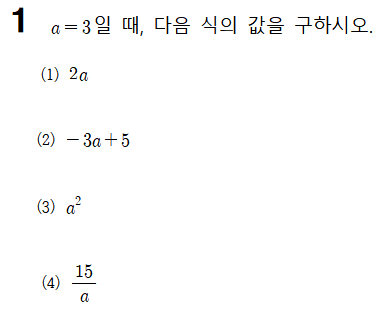 1 a=3일 때, 다음 식의 값을 구하시오.
(1) 2a
(2) -3a+5
(3) a²
(4) 15/a